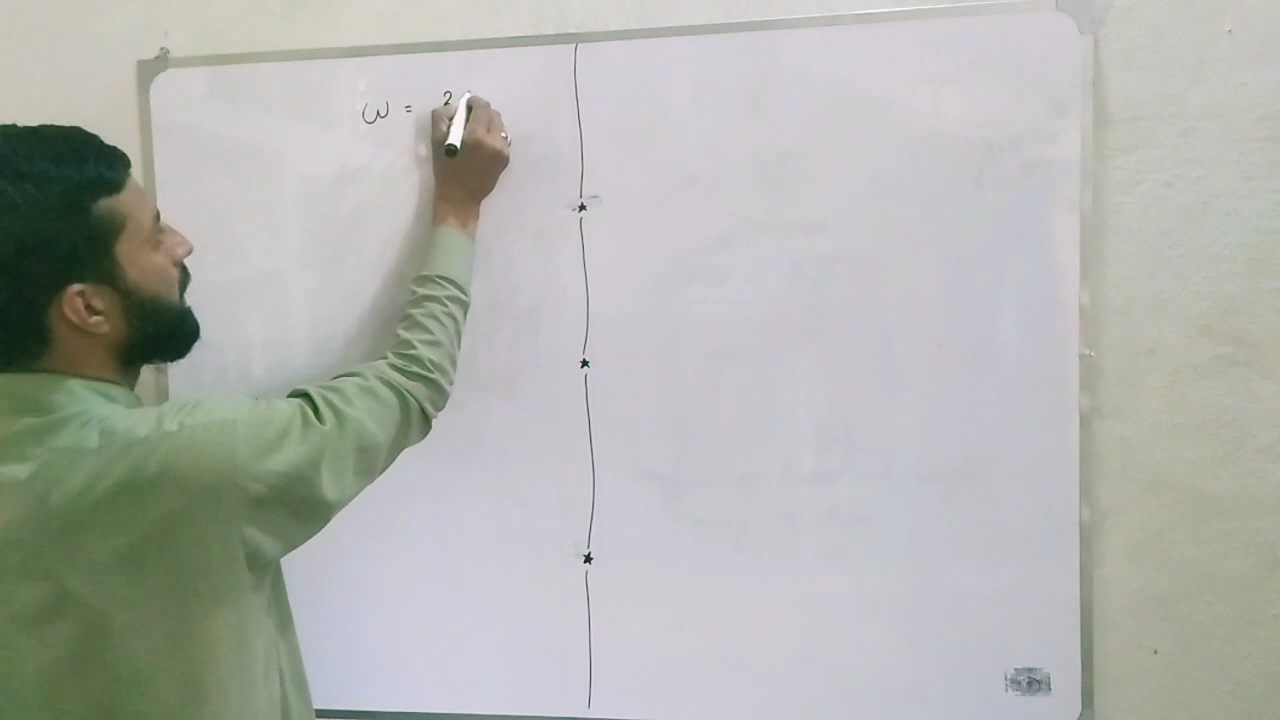 ω = 2